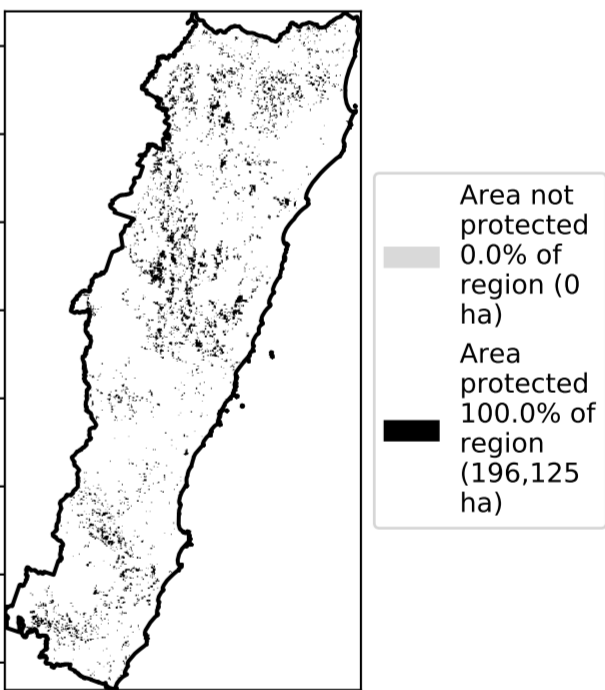 Area not
protected
0.0% of
region (0
ha)
Area
protected
100.0% of
region
(196,125
ha)